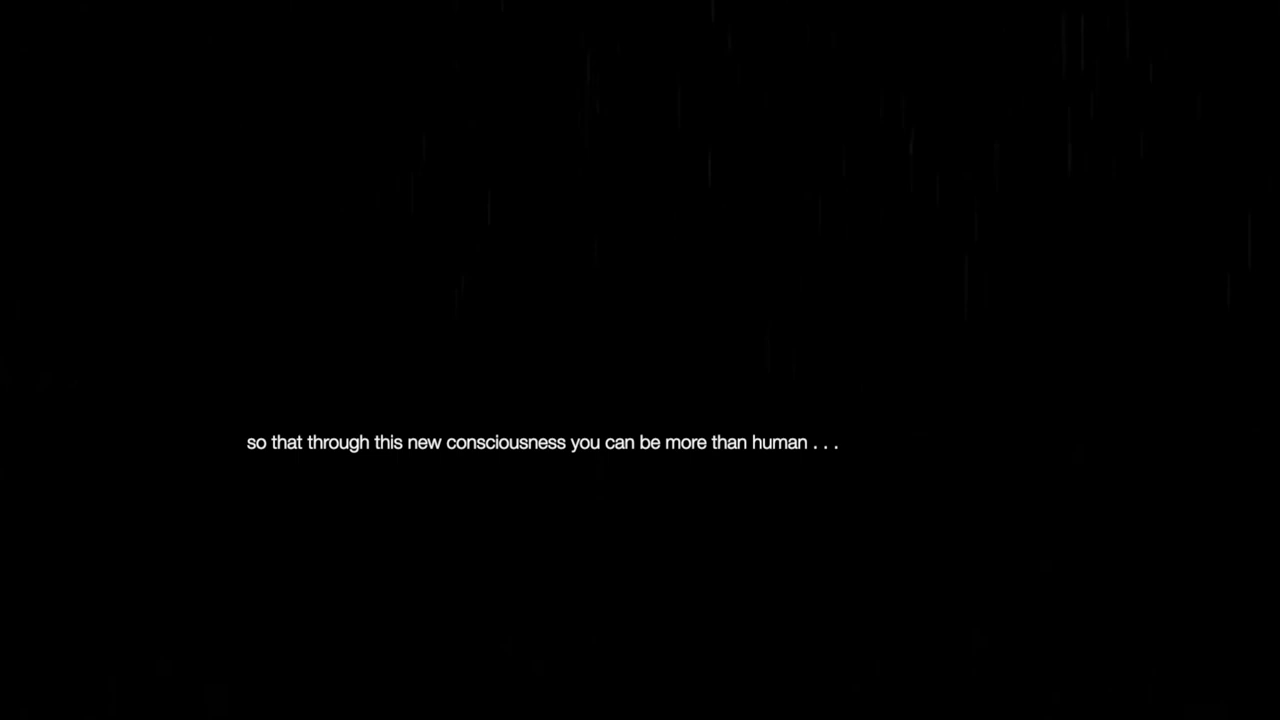 so that through this new consciousness you can be more than human . . .